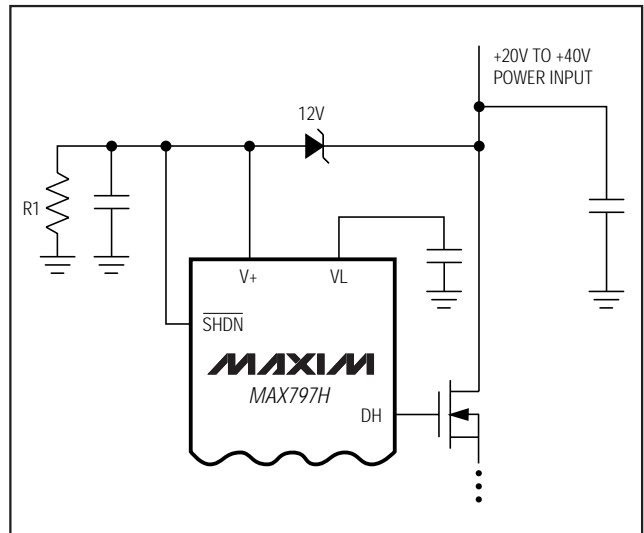 +20V TO +40V
POWER INPUT
12V
R1
V+
VL
SHDN
MAXIM
MAX797H
DH